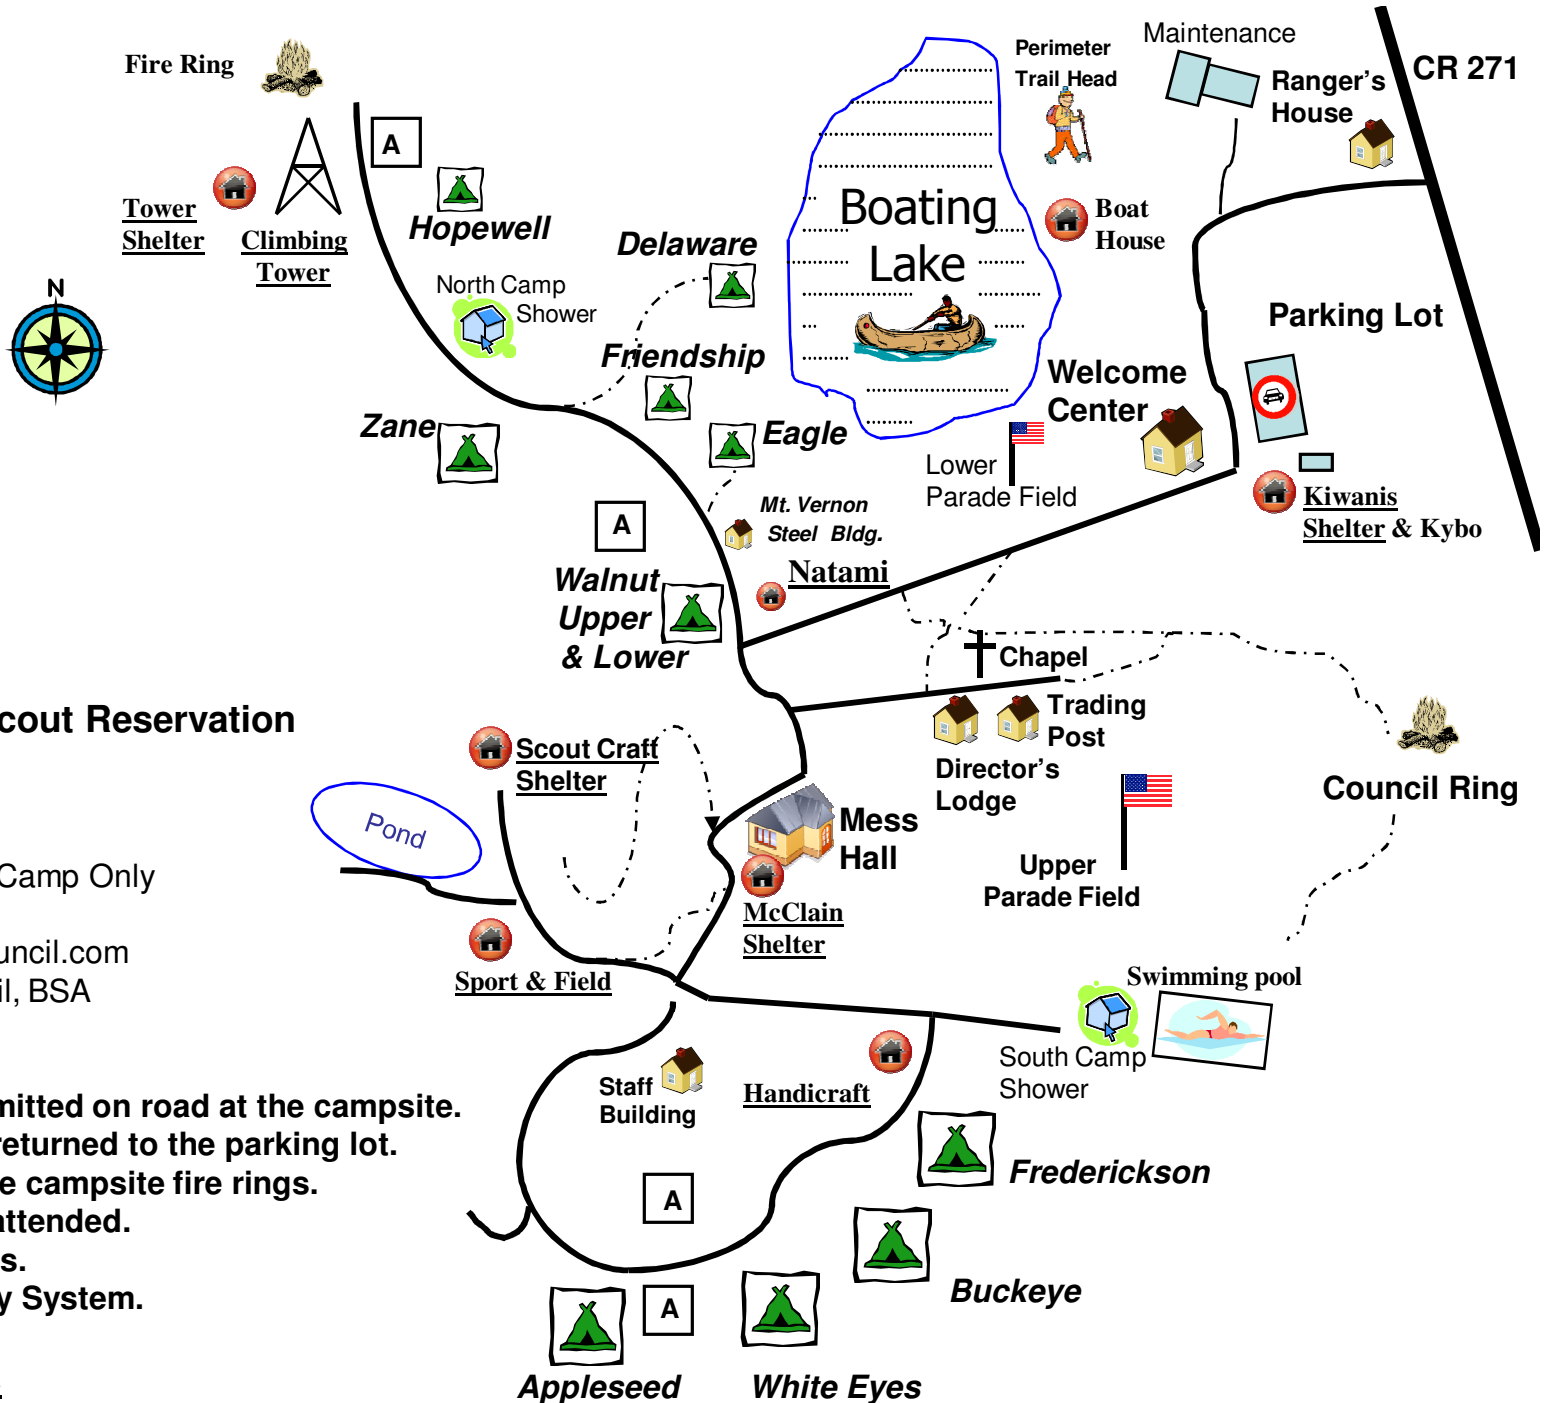 Fire Ring
A
Tower
Shelter
Climbing
Tower
Hopewell
N
North Camp
Shower
Delaware
Friendship
Zane
Eagle
Boating
Lake
Perimeter
Trail Head
Maintenance
Ranger's
House
CR 271
Boat
House
Parking Lot
Welcome
Center
Lower
Parade Field
Kiwanis
Shelter & Kybo
A
Mt. Vernon
Steel Bldg.
Natami
Walnut
Upper
& Lower
Chapel
Trading
Post
Director's
Lodge
Council Ring
Upper
Parade Field
cout Reservation
Scout Craft
Shelter
Pond
Mess
Hall
McClain
Shelter
Camp Only
uncil.com
il, BSA
Sport & Field
Swimming pool
South Camp
Shower
Staff
Building
Handicraft
mitted on road at the campsite.
returned to the parking lot.
e campsite fire rings.
attended.
s.
y System.
A
A
Frederickson
Buckeye
Appleseed
White Eyes